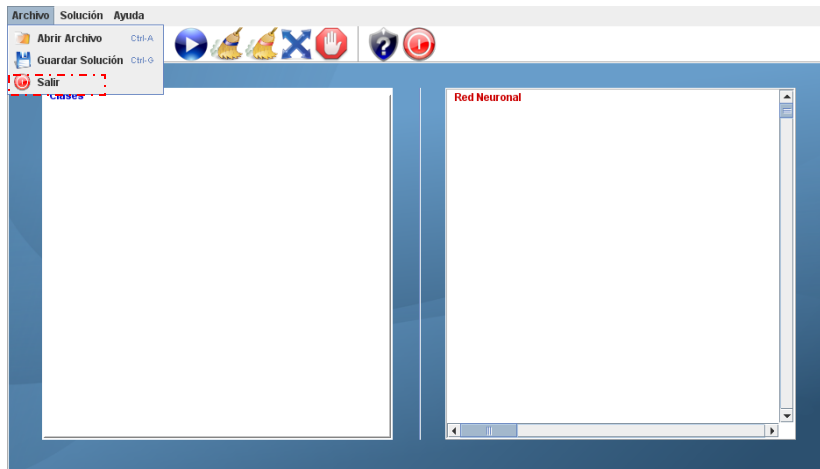 Archivo Solución Ayuda
Abrir Archivo Ctrl-A
Guardar Solución Ctrl-G
Salir
Clases
Red Neuronal